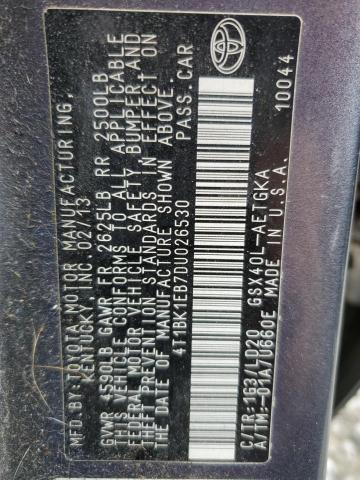 MFD.BY:TOYOTA MOTOR MANUFACTURING,
KENTUCKY, INC. 02/13
GVWR 4590LB GAWR FR 2625LB RR 2500LB
THIS VEHICLE CONFORMS TO ALL APPLICABLE
FEDERAL MOTOR VEHICLE SAFETY, BUMPER, AND
THEFT PREVENTION STANDARDS IN EFFECT ON
THE DATE OF MANUFACTURE SHOWN ABOVE.
4T1BK1EB7DU026530 PASS.CAR
C/TR:1G3/LD20 GSX40L-AETGKA
A/TM:-01A/U660E MADE IN U.S.A.
10044